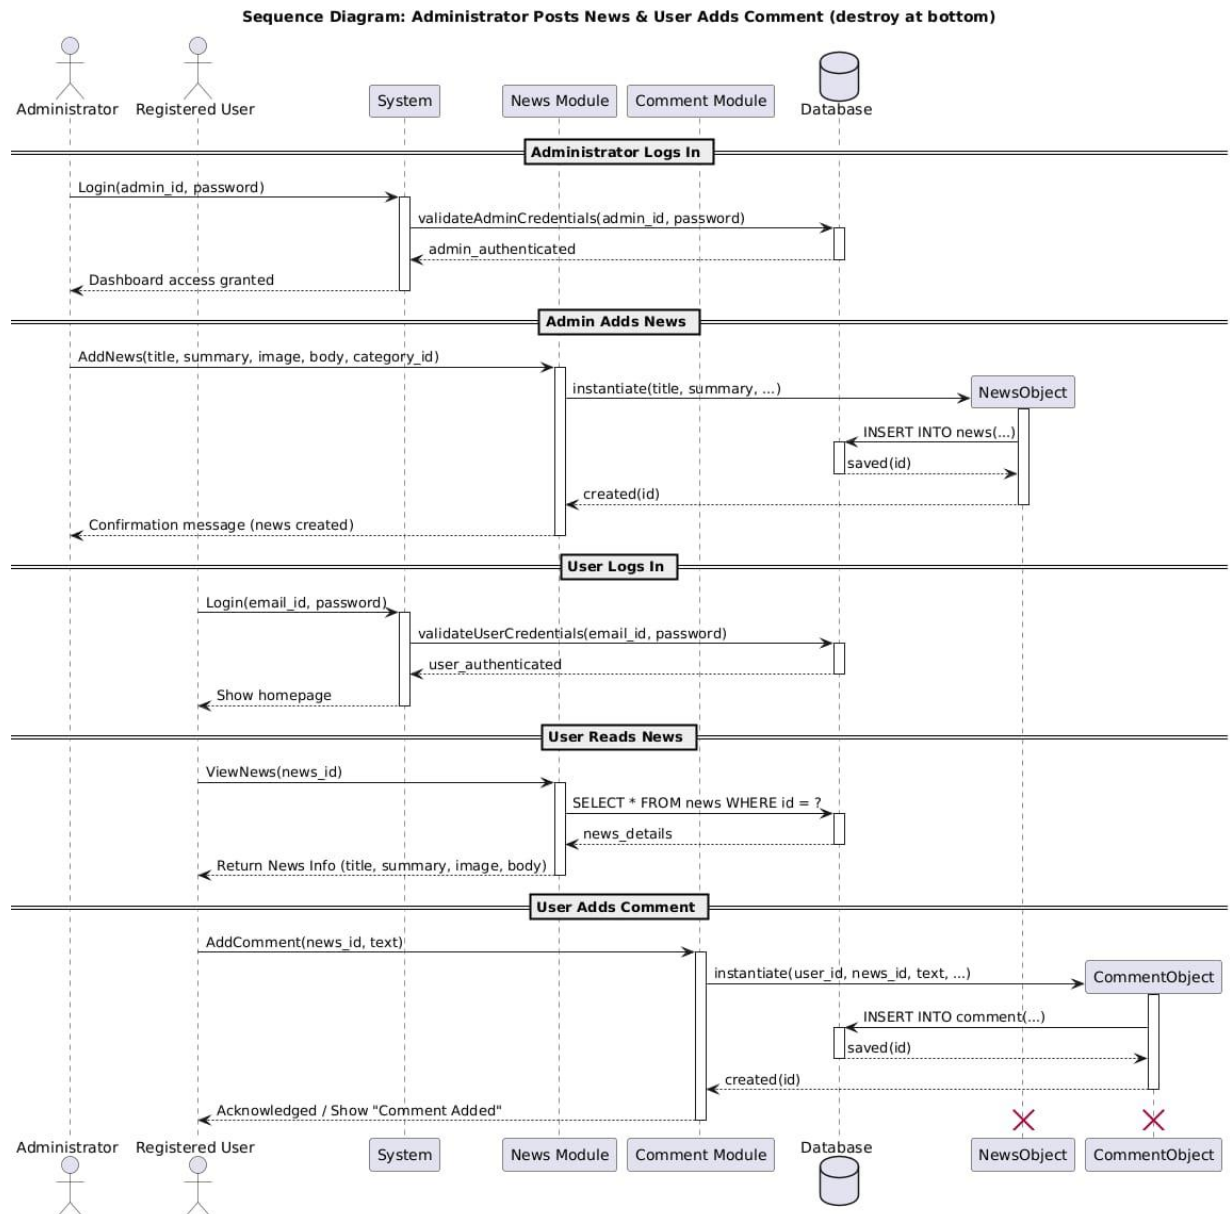 Sequence Diagram: Administrator Posts News & User Adds Comment (destroy at bottom)
Administrator
Registered User
System
News Module
Comment Module
Database
Administrator Logs In
Login(admin_id, password)
validateAdminCredentials(admin_id, password)
admin_authenticated
Dashboard access granted
Admin Adds News
AddNews(title, summary, image, body, category_id)
instantiate(title, summary, ...)
NewsObject
INSERT INTO news(...)
saved(id)
created(id)
Confirmation message (news created)
User Logs In
Login(email_id, password)
validateUserCredentials(email_id, password)
user_authenticated
Show homepage
User Reads News
ViewNews(news_id)
SELECT * FROM news WHERE id = ?
news_details
Return News Info (title, summary, image, body)
User Adds Comment
AddComment(news_id, text)
instantiate(user_id, news_id, text, ...)
CommentObject
INSERT INTO comment(...)
saved(id)
created(id)
Acknowledged / Show "Comment Added"
Administrator
Registered User
System
News Module
Comment Module
Database
NewsObject
CommentObject